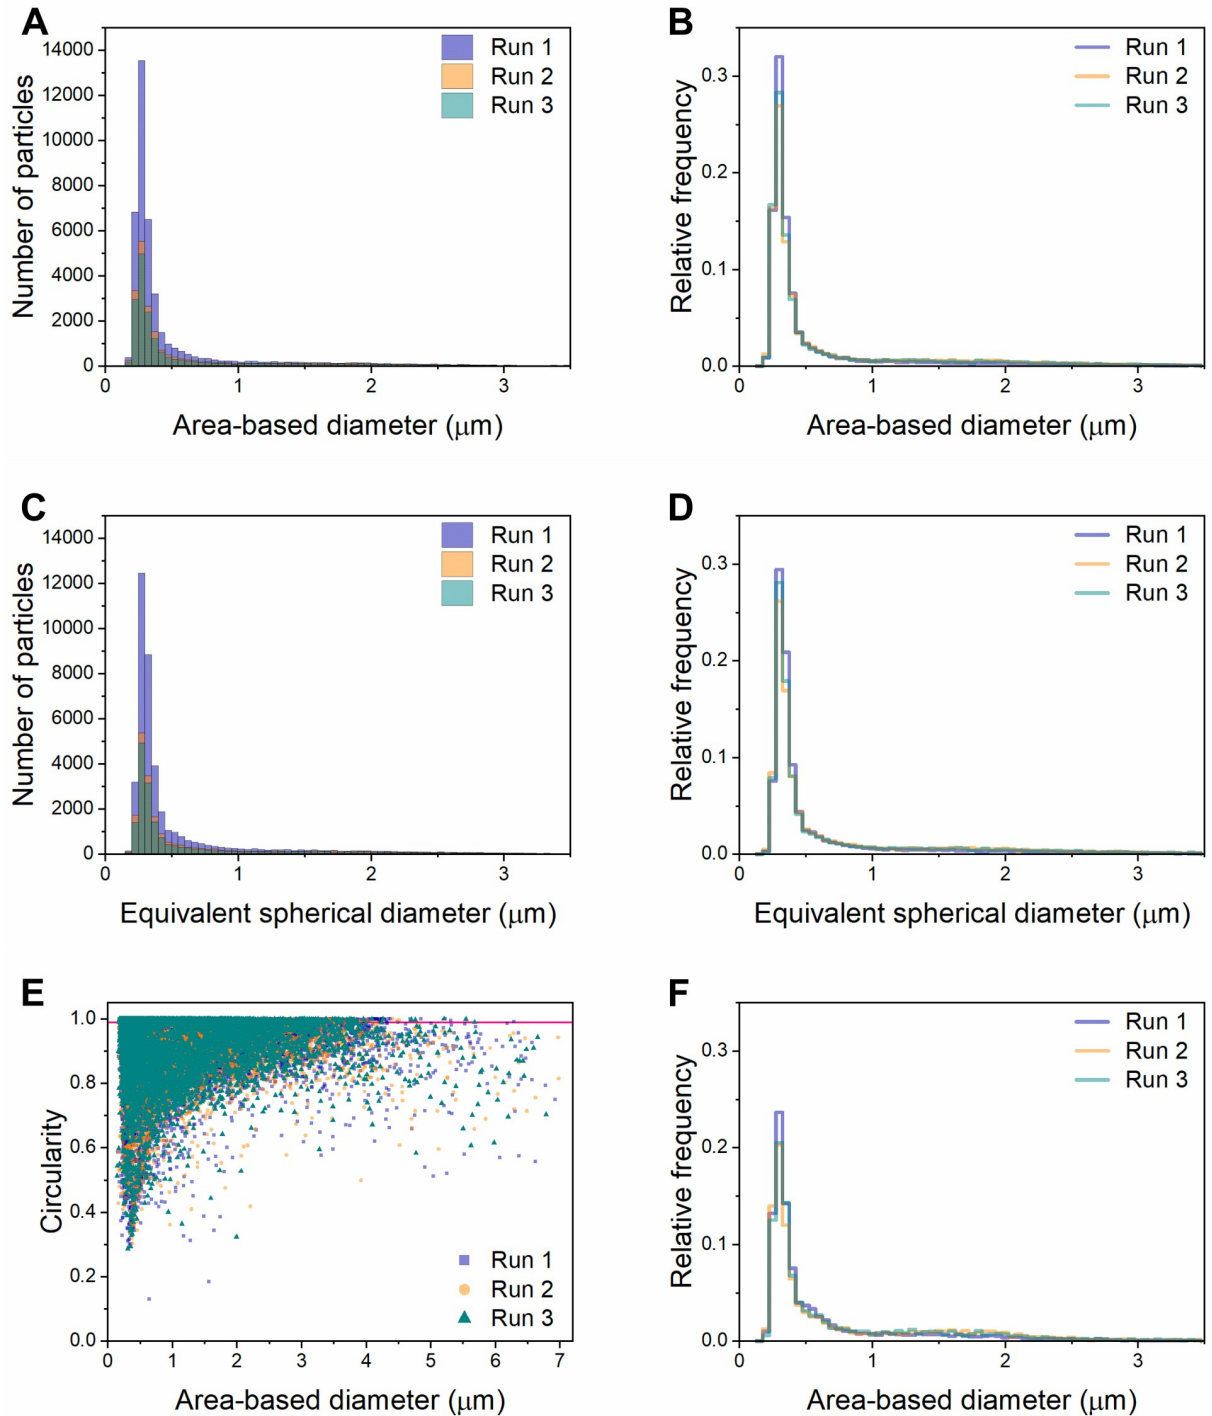 A
14000
12000
10000
8000
6000
4000
2000
0
Number of particles
Run 1
Run 2
Run 3
0 1 2 3
Area-based diameter (μm)
B
0.3
0.2
0.1
0.0
Relative frequency
Run 1
Run 2
Run 3
0 1 2 3
Area-based diameter (μm)
C
14000
12000
10000
8000
6000
4000
2000
0
Number of particles
Run 1
Run 2
Run 3
0 1 2 3
Equivalent spherical diameter (μm)
D
0.3
0.2
0.1
0.0
Relative frequency
Run 1
Run 2
Run 3
0 1 2 3
Equivalent spherical diameter (μm)
E
1.0
0.8
0.6
0.4
0.2
0.0
Circularity
Run 1
Run 2
Run 3
0 1 2 3 4 5 6 7
Area-based diameter (μm)
F
0.3
0.2
0.1
0.0
Relative frequency
Run 1
Run 2
Run 3
0 1 2 3
Area-based diameter (μm)